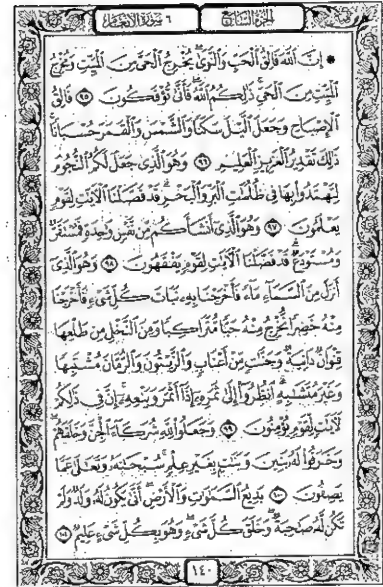 الجزء السابع ٦ سورة الأنعام
۞ إِنَّ ٱللَّهَ فَالِقُ ٱلْحَبِّ وَٱلنَّوَىٰ يُخْرِجُ ٱلْحَىَّ مِنَ ٱلْمَيِّتِ وَمُخْرِجُ
ٱلْمَيِّتِ مِنَ ٱلْحَىِّ ذَٰلِكُمُ ٱللَّهُ فَأَنَّىٰ تُؤْفَكُونَ ٩٥ فَالِقُ
ٱلْإِصْبَاحِ وَجَعَلَ ٱلَّيْلَ سَكَنًا وَٱلشَّمْسَ وَٱلْقَمَرَ حُسْبَانًا
ذَٰلِكَ تَقْدِيرُ ٱلْعَزِيزِ ٱلْعَلِيمِ ٩٦ وَهُوَ ٱلَّذِى جَعَلَ لَكُمُ ٱلنُّجُومَ
لِتَهْتَدُوا۟ بِهَا فِى ظُلُمَٰتِ ٱلْبَرِّ وَٱلْبَحْرِ قَدْ فَصَّلْنَا ٱلْءَايَٰتِ لِقَوْمٍ
يَعْلَمُونَ ٩٧ وَهُوَ ٱلَّذِىٓ أَنشَأَكُم مِّن نَّفْسٍ وَٰحِدَةٍ فَمُسْتَقَرٌّ
وَمُسْتَوْدَعٌ قَدْ فَصَّلْنَا ٱلْءَايَٰتِ لِقَوْمٍ يَفْقَهُونَ ٩٨ وَهُوَ ٱلَّذِىٓ
أَنزَلَ مِنَ ٱلسَّمَآءِ مَآءً فَأَخْرَجْنَا بِهِۦ نَبَاتَ كُلِّ شَىْءٍ فَأَخْرَجْنَا
مِنْهُ خَضِرًا نُّخْرِجُ مِنْهُ حَبًّا مُّتَرَاكِبًا وَمِنَ ٱلنَّخْلِ مِن طَلْعِهَا
قِنْوَانٌ دَانِيَةٌ وَجَنَّٰتٍ مِّنْ أَعْنَابٍ وَٱلزَّيْتُونَ وَٱلرُّمَّانَ مُشْتَبِهًا
وَغَيْرَ مُتَشَٰبِهٍ ٱنظُرُوٓا۟ إِلَىٰ ثَمَرِهِۦٓ إِذَآ أَثْمَرَ وَيَنْعِهِۦٓ إِنَّ فِى ذَٰلِكُمْ
لَءَايَٰتٍ لِّقَوْمٍ يُؤْمِنُونَ ٩٩ وَجَعَلُوا۟ لِلَّهِ شُرَكَآءَ ٱلْجِنَّ وَخَلَقَهُمْ
وَخَرَقُوا۟ لَهُۥ بَنِينَ وَبَنَٰتٍۭ بِغَيْرِ عِلْمٍ سُبْحَٰنَهُۥ وَتَعَٰلَىٰ عَمَّا
يَصِفُونَ ١٠٠ بَدِيعُ ٱلسَّمَٰوَٰتِ وَٱلْأَرْضِ أَنَّىٰ يَكُونُ لَهُۥ وَلَدٌ وَلَمْ
تَكُن لَّهُۥ صَٰحِبَةٌ وَخَلَقَ كُلَّ شَىْءٍ وَهُوَ بِكُلِّ شَىْءٍ عَلِيمٌ ١٠١
١٤٠